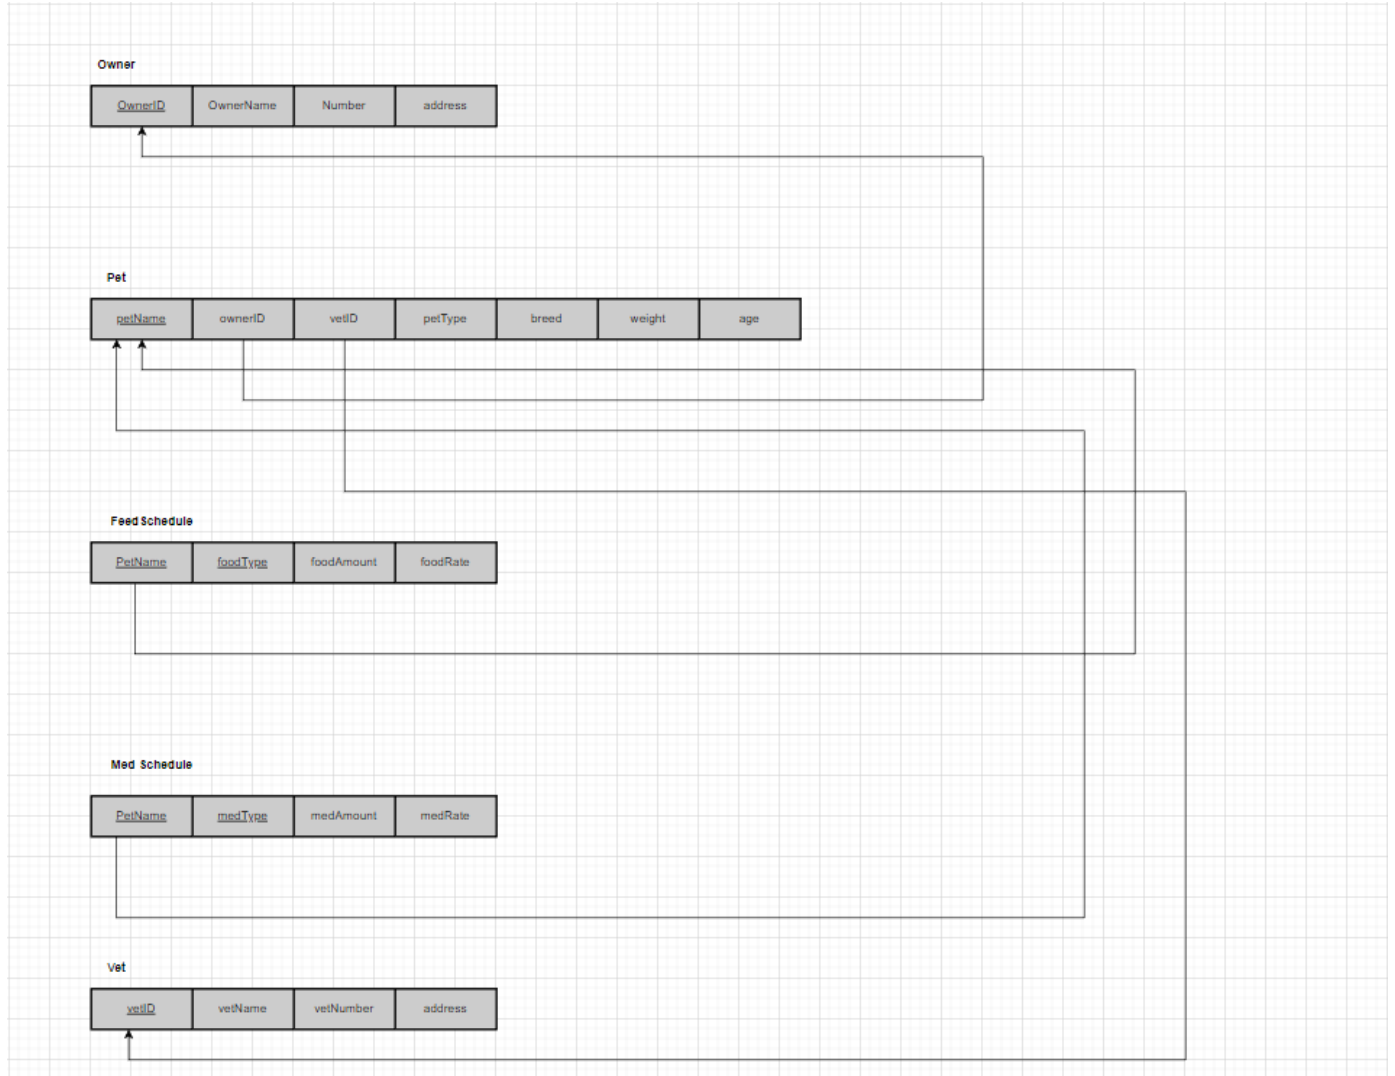 Owner
OwnerID OwnerName Number address
Pet
petName ownerID vetID petType breed weight age
Feed Schedule
PetName foodType foodAmount foodRate
Med Schedule
PetName medType medAmount medRate
Vet
vetID vetName vetNumber address